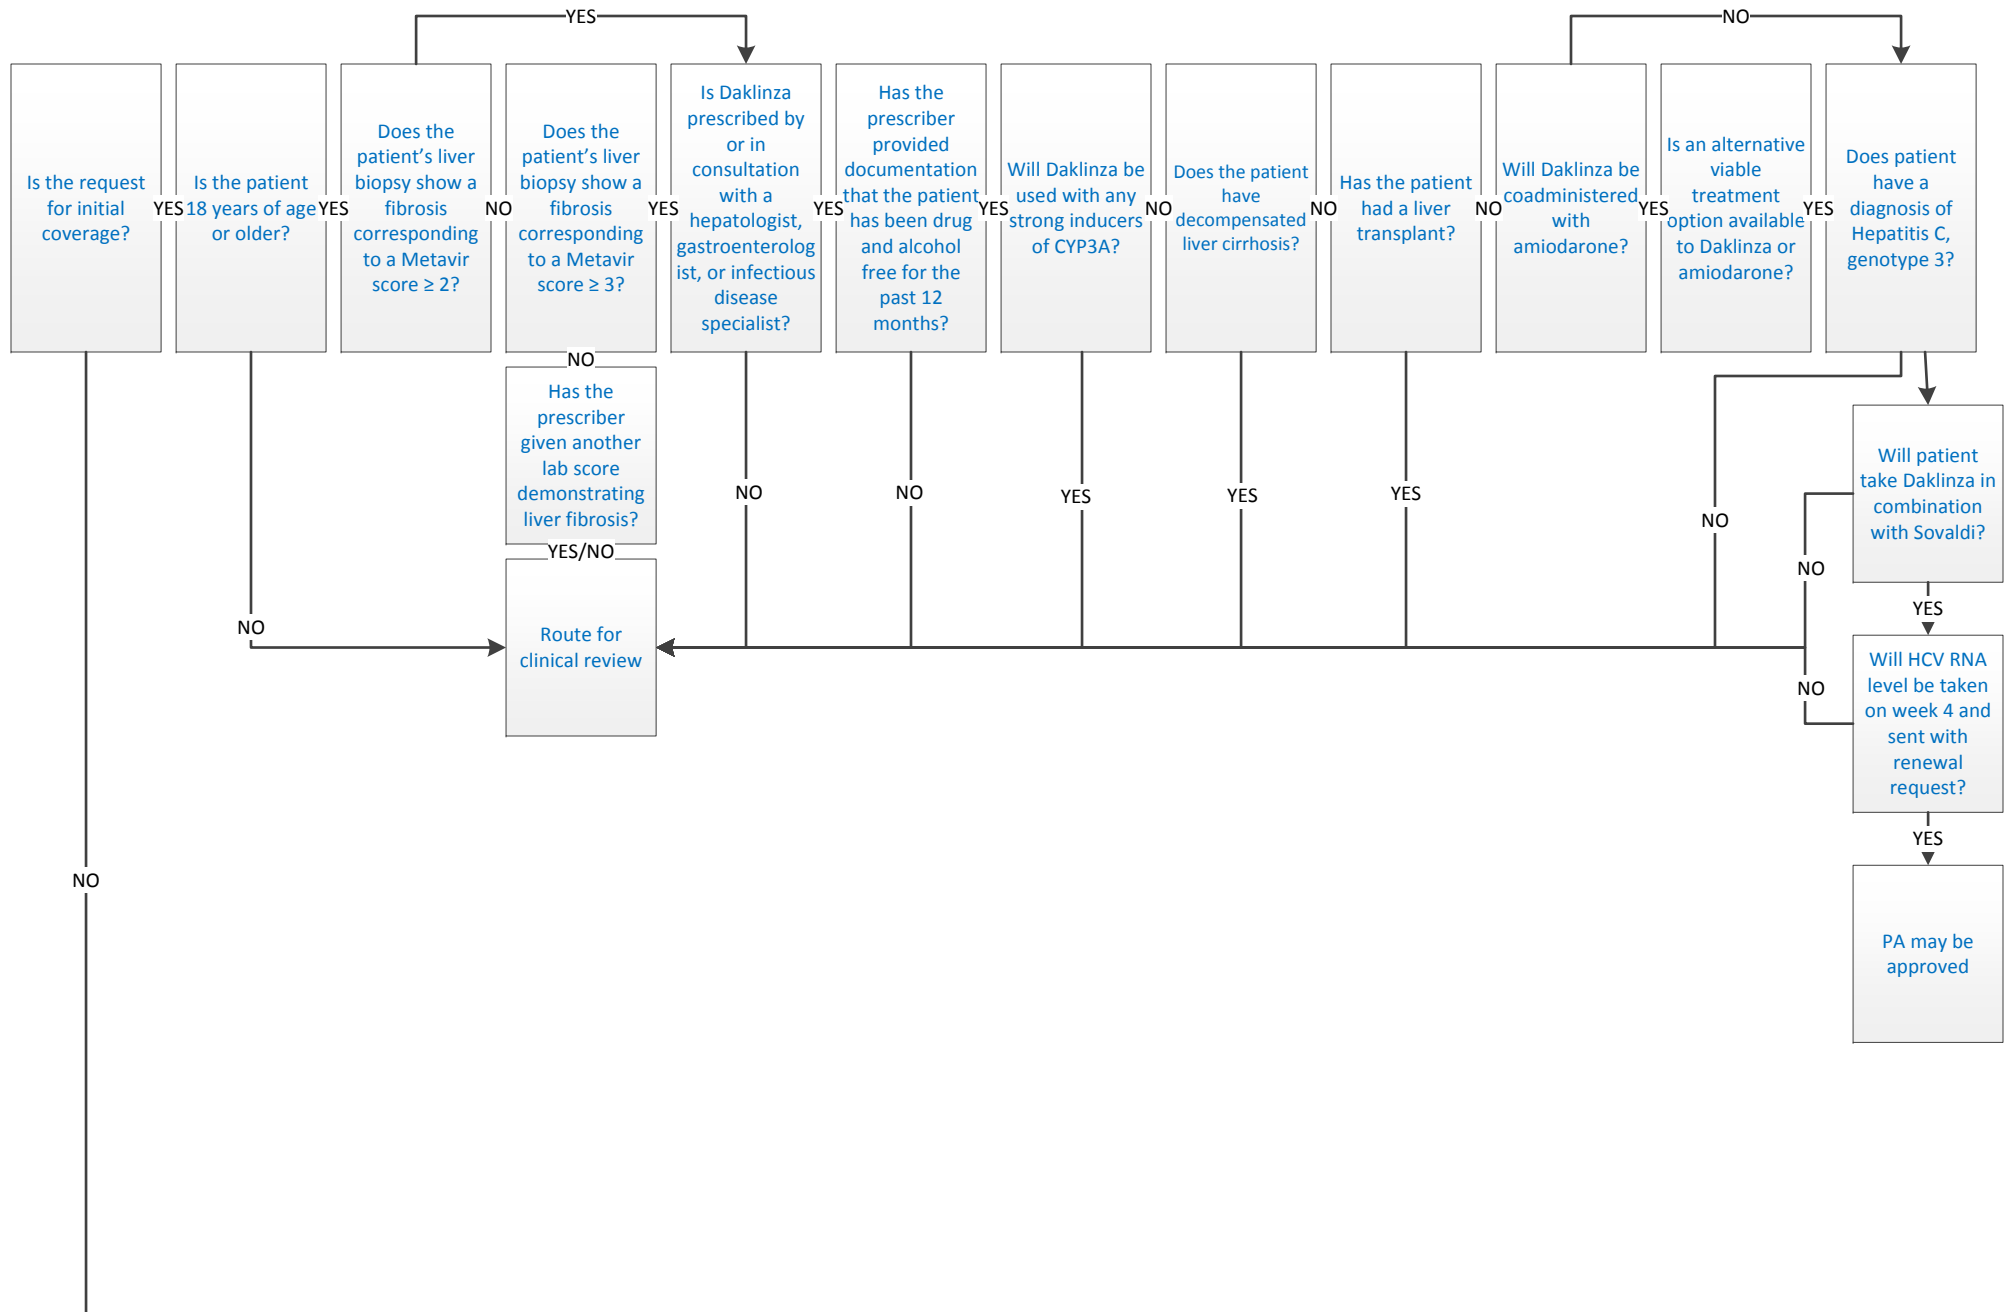 YES
NO
Is the request
for initial
coverage?
YES
Is the patient
18 years of age
or older?
YES
Does the
patient’s liver
biopsy show a
fibrosis
corresponding
to a Metavir
score ≥ 2?
NO
Does the
patient’s liver
biopsy show a
fibrosis
corresponding
to a Metavir
score ≥ 3?
YES
Is Daklinza
prescribed by
or in
consultation
with a
hepatologist,
gastroenterolog
ist, or infectious
disease
specialist?
YES
Has the
prescriber
provided
documentation
that the patient
has been drug
and alcohol
free for the
past 12
months?
YES
Will Daklinza be
used with any
strong inducers
of CYP3A?
NO
Does the patient
have
decompensated
liver cirrhosis?
NO
Has the patient
had a liver
transplant?
NO
Will Daklinza be
coadministered
with
amiodarone?
YES
Is an alternative
viable
treatment
option available
to Daklinza or
amiodarone?
YES
Does patient
have a
diagnosis of
Hepatitis C,
genotype 3?
NO
Has the
prescriber
given another
lab score
demonstrating
liver fibrosis?
YES/NO
Route for
clinical review
NO
NO
NO
YES
YES
YES
NO
Will patient
take Daklinza in
combination
with Sovaldi?
NO
YES
Will HCV RNA
level be taken
on week 4 and
sent with
renewal
request?
NO
YES
PA may be
approved
NO